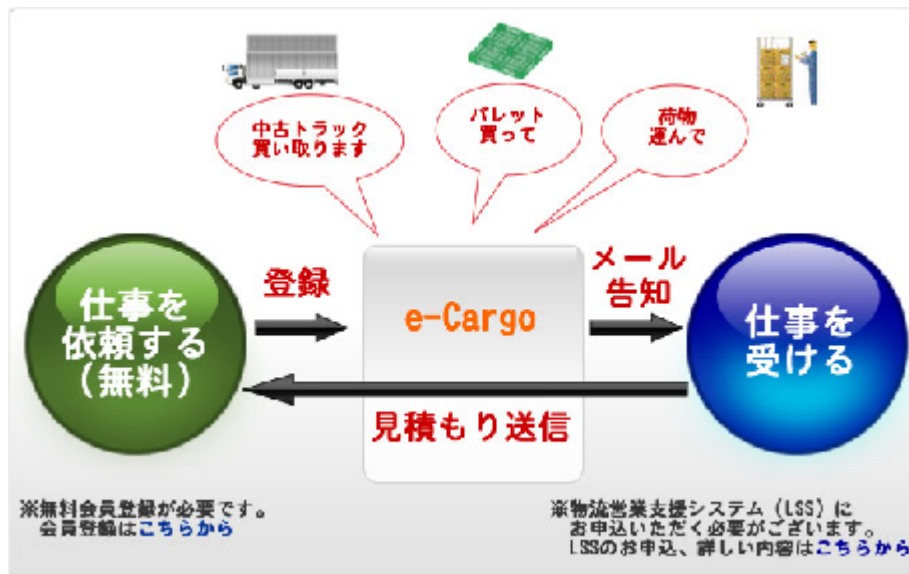 中古トラック
買い取ります
パレット
買って
荷物
運んで
仕事を
依頼する
(無料)
登録
e-Cargo
メール
告知
仕事を
受ける
見積もり送信
※無料会員登録が必要です。
会員登録はこちらから
※物流営業支援システム(LSS)に
お申込いただく必要がございます。
LSSのお申込、詳しい内容はこちらから